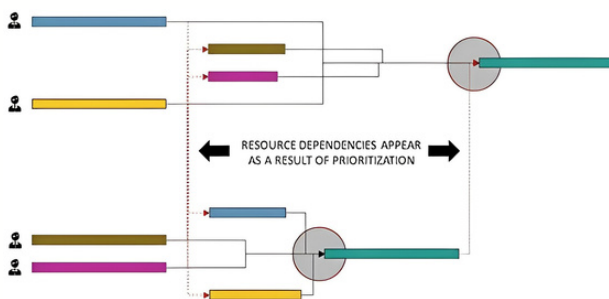 RESOURCE DEPENDENCIES APPEAR
AS A RESULT OF PRIORITIZATION